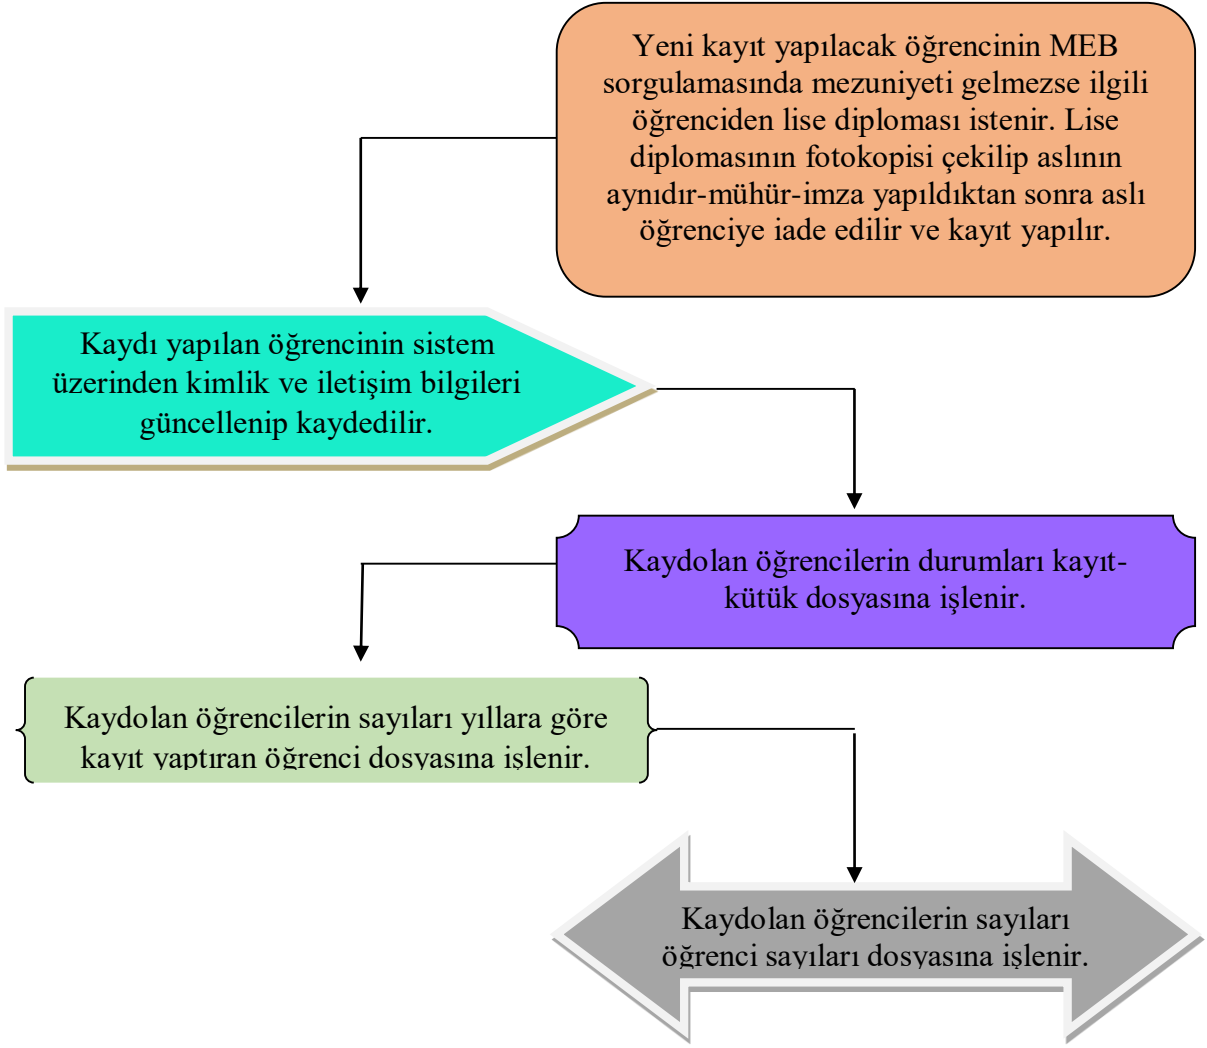 Yeni kayıt yapılacak öğrencinin MEB
sorgulamasında mezuniyeti gelmezse ilgili
öğrenciden lise diploması istenir. Lise
diplomasının fotokopisi çekilip aslının
aynıdır-mühür-imza yapıldıktan sonra aslı
öğrenciye iade edilir ve kayıt yapılır.
Kaydı yapılan öğrencinin sistem
üzerinden kimlik ve iletişim bilgileri
güncellenip kaydedilir.
Kaydolan öğrencilerin durumları kayıt-
kütük dosyasına işlenir.
Kaydolan öğrencilerin sayıları yıllara göre
kayıt yaptıran öğrenci dosyasına işlenir.
Kaydolan öğrencilerin sayıları
öğrenci sayıları dosyasına işlenir.